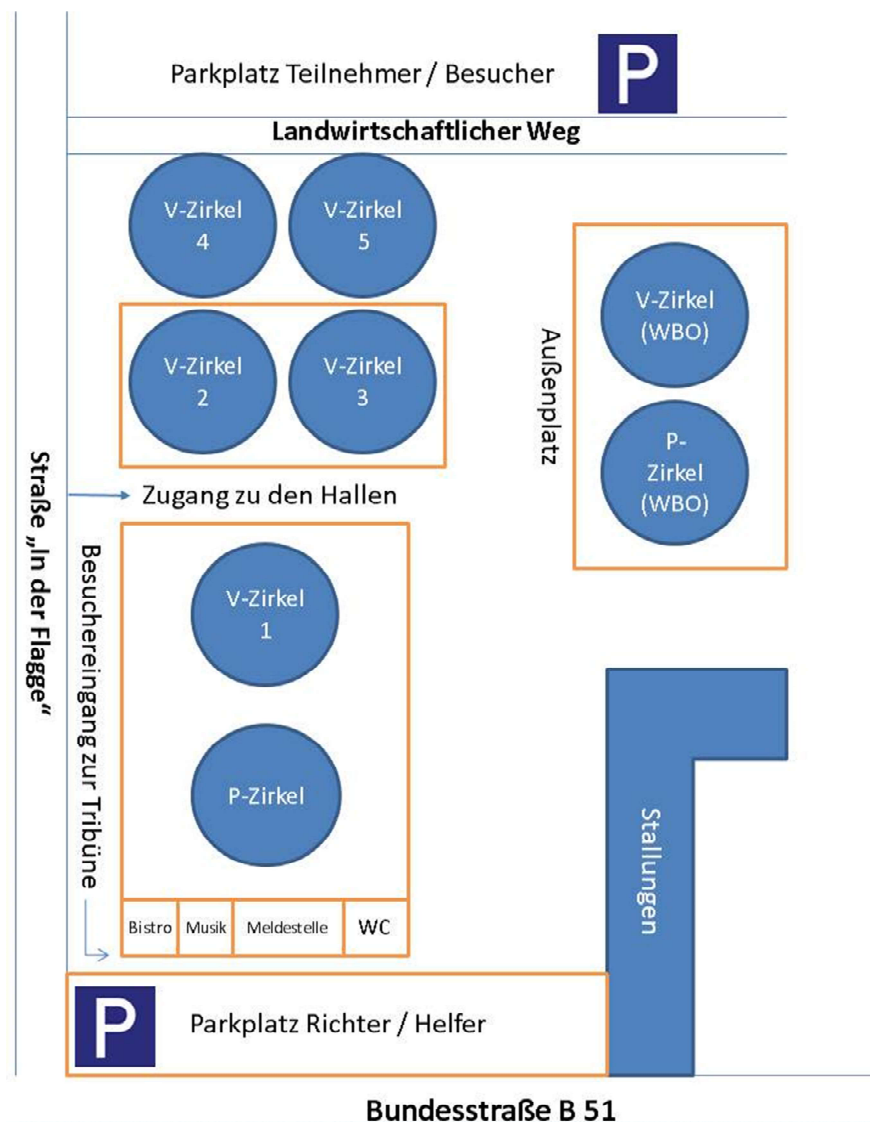 Parkplatz Teilnehmer / Besucher
P
Landwirtschaftlicher Weg
V-Zirkel
4
V-Zirkel
5
V-Zirkel
(WBO)
V-Zirkel
2
V-Zirkel
3
Außenplatz
P-
Zirkel
(WBO)
Straße „In der Flagge“
Zugang zu den Hallen
Besuchereingang zur Tribüne
V-Zirkel
1
P-Zirkel
Stallungen
Bistro
Musik
Meldestelle
WC
P
Parkplatz Richter / Helfer
Bundesstraße B 51